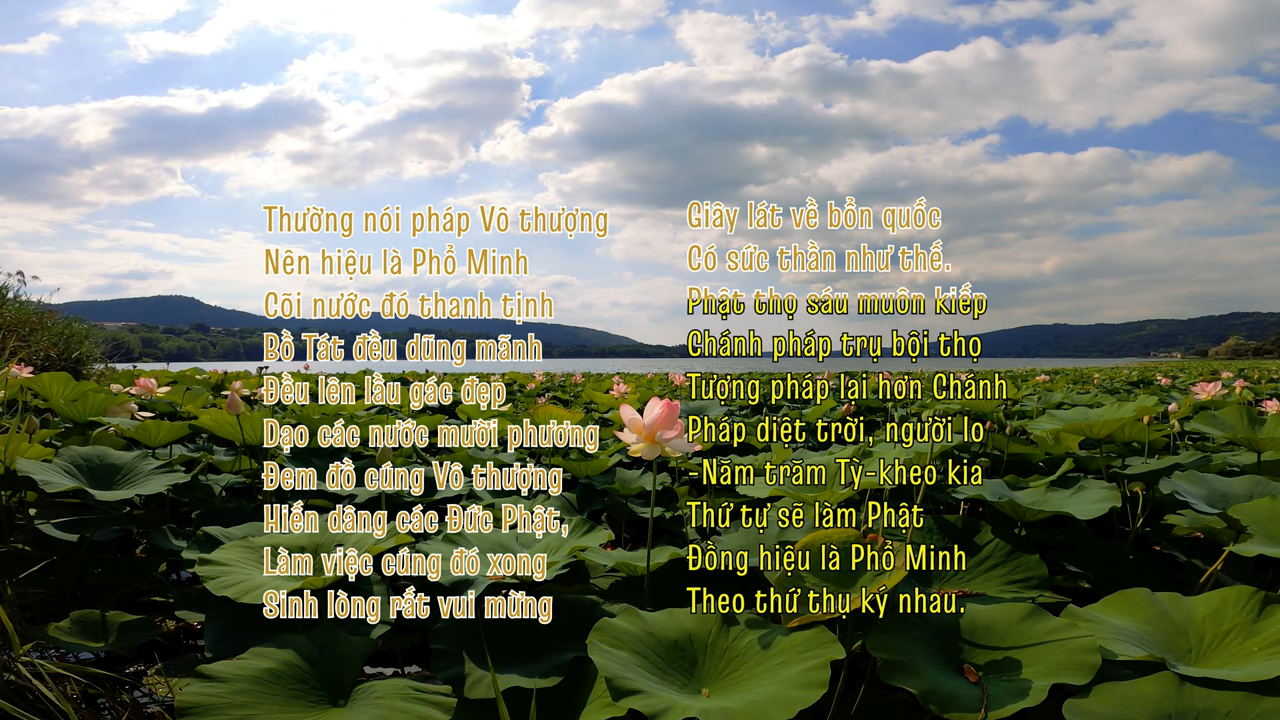 Thường nói pháp Vô thượng
Nên hiệu là Phổ Minh
Cõi nước đó thanh tịnh
Bồ Tát đều dũng mãnh
Đều lên lầu gác đẹp
Dạo các nước mười phương
Đem đồ cúng Vô thượng
Hiến dâng các Đức Phật,
Làm việc cúng đó xong
Sinh lòng rất vui mừng
Giây lát về bổn quốc
Có sức thần như thế.
Phật thọ sáu muôn kiếp
Chánh pháp trụ bội thọ
Tượng pháp lại hơn Chánh
Pháp diệt trời, người lo
-Năm trăm Tỳ-kheo kia
Thứ tự sẽ làm Phật
Đồng hiệu là Phổ Minh
Theo thứ thụ ký nhau.